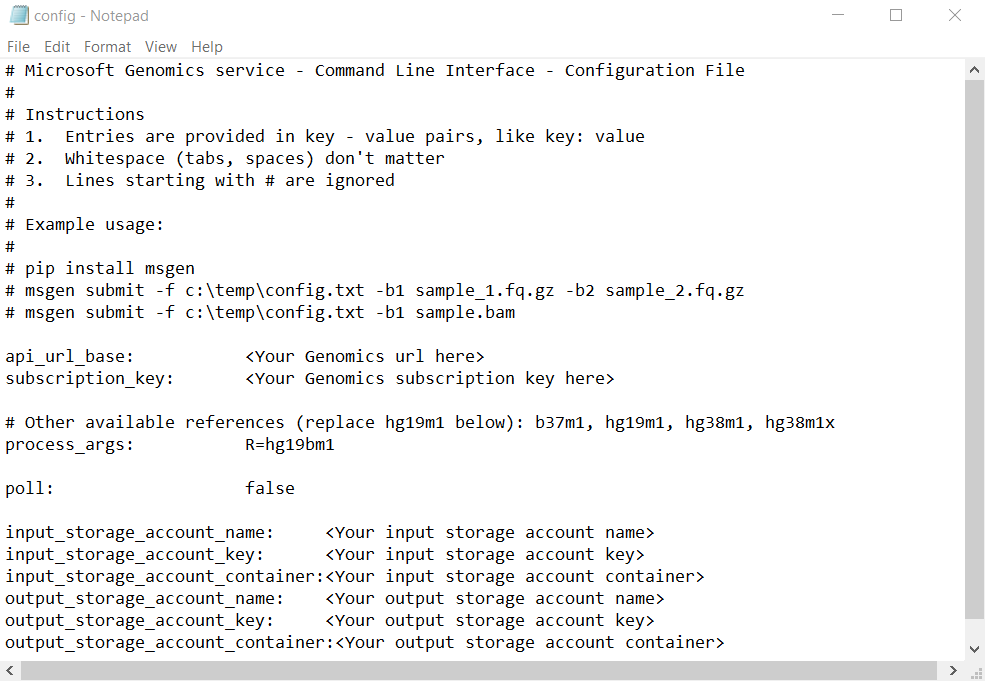 config - Notepad
File Edit Format View Help
# Microsoft Genomics service - Command Line Interface - Configuration File
#
# Instructions
# 1.  Entries are provided in key - value pairs, like key: value
# 2.  Whitespace (tabs, spaces) don't matter
# 3.  Lines starting with # are ignored
#
# Example usage:
#
# pip install msgen
# msgen submit -f c:\temp\config.txt -b1 sample_1.fq.gz -b2 sample_2.fq.gz
# msgen submit -f c:\temp\config.txt -b1 sample.bam
api_url_base:           <Your Genomics url here>
subscription_key:       <Your Genomics subscription key here>
# Other available references (replace hg19m1 below): b37m1, hg19m1, hg38m1, hg38m1x
process_args:           R=hg19bm1
poll:                   false
input_storage_account_name:     <Your input storage account name>
input_storage_account_key:      <Your input storage account key>
input_storage_account_container:<Your input storage account container>
output_storage_account_name:    <Your output storage account name>
output_storage_account_key:     <Your output storage account key>
output_storage_account_container:<Your output storage account container>